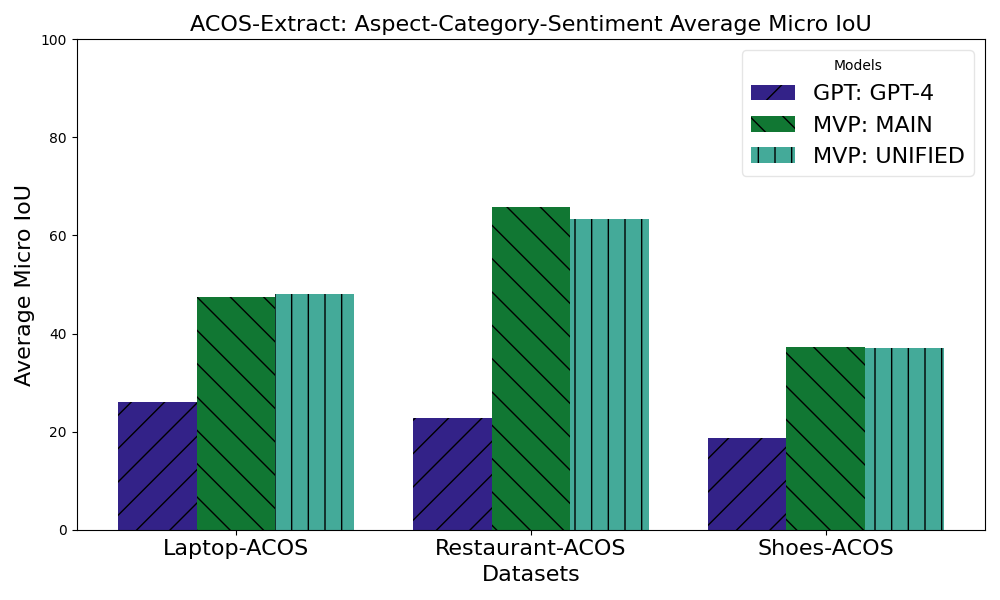 ACOS-Extract: Aspect-Category-Sentiment Average Micro IoU
Models
GPT: GPT-4
MVP: MAIN
MVP: UNIFIED
Average Micro IoU
100
80
60
40
20
0
Laptop-ACOS
Restaurant-ACOS
Shoes-ACOS
Datasets